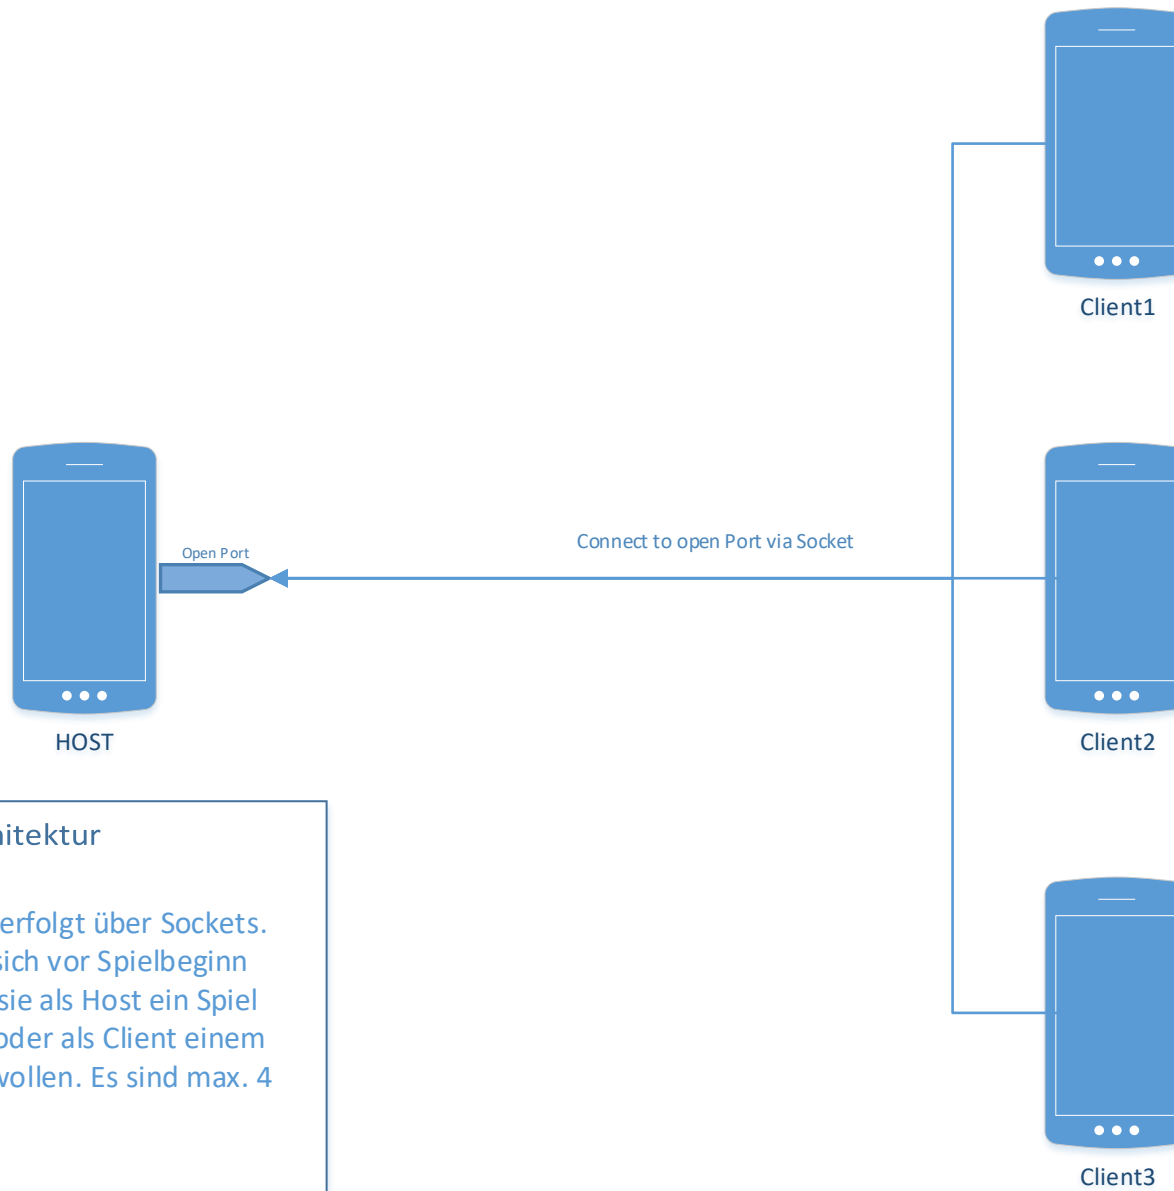 Client1
Open Port
Connect to open Port via Socket
HOST
Client2
hitektur
erfolgt über Sockets.
sich vor Spielbeginn
sie als Host ein Spiel
oder als Client einem
wollen. Es sind max. 4
Client3